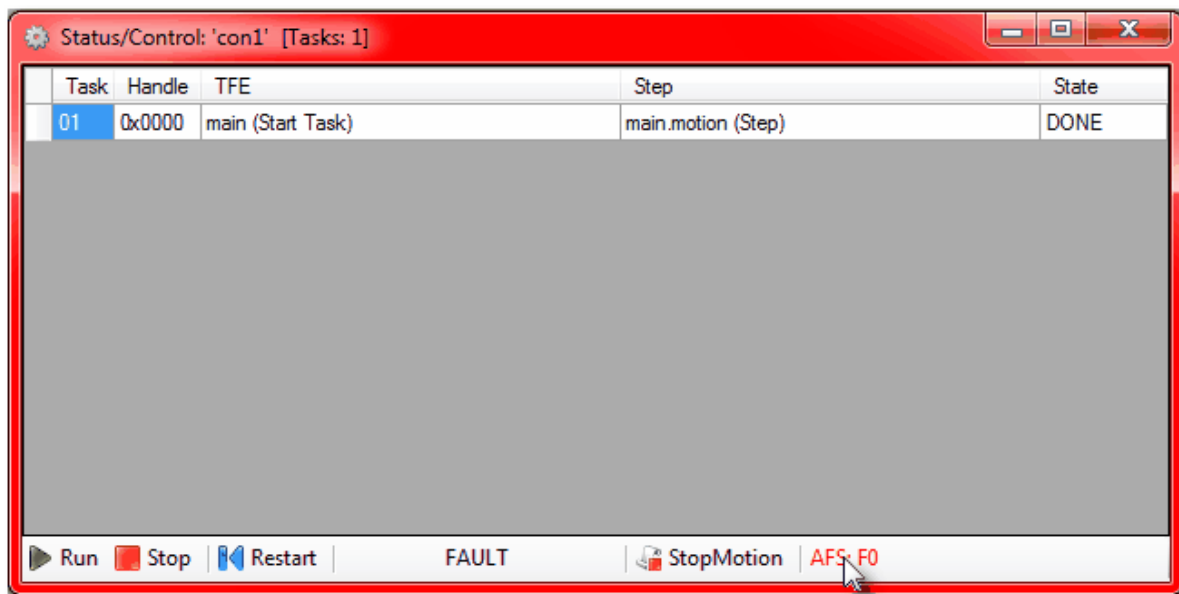 Status/Control: 'con1' [Tasks: 1]
Task Handle TFE Step State
01 0x0000 main (Start Task) main.motion (Step) DONE
Run Stop Restart FAULT StopMotion AFS: F0